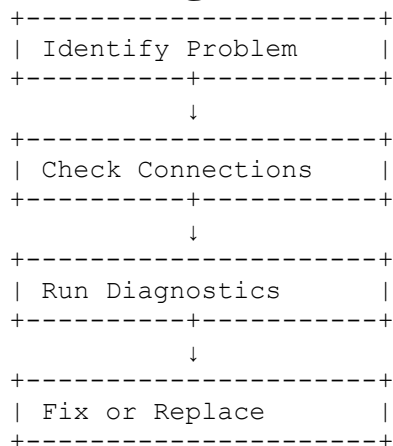 +----------------------+
| Identify Problem     |
+----------+-----------+
↓
+----------------------+
| Check Connections    |
+----------+-----------+
↓
+----------------------+
| Run Diagnostics      |
+----------+-----------+
↓
+----------------------+
| Fix or Replace       |
+----------------------+